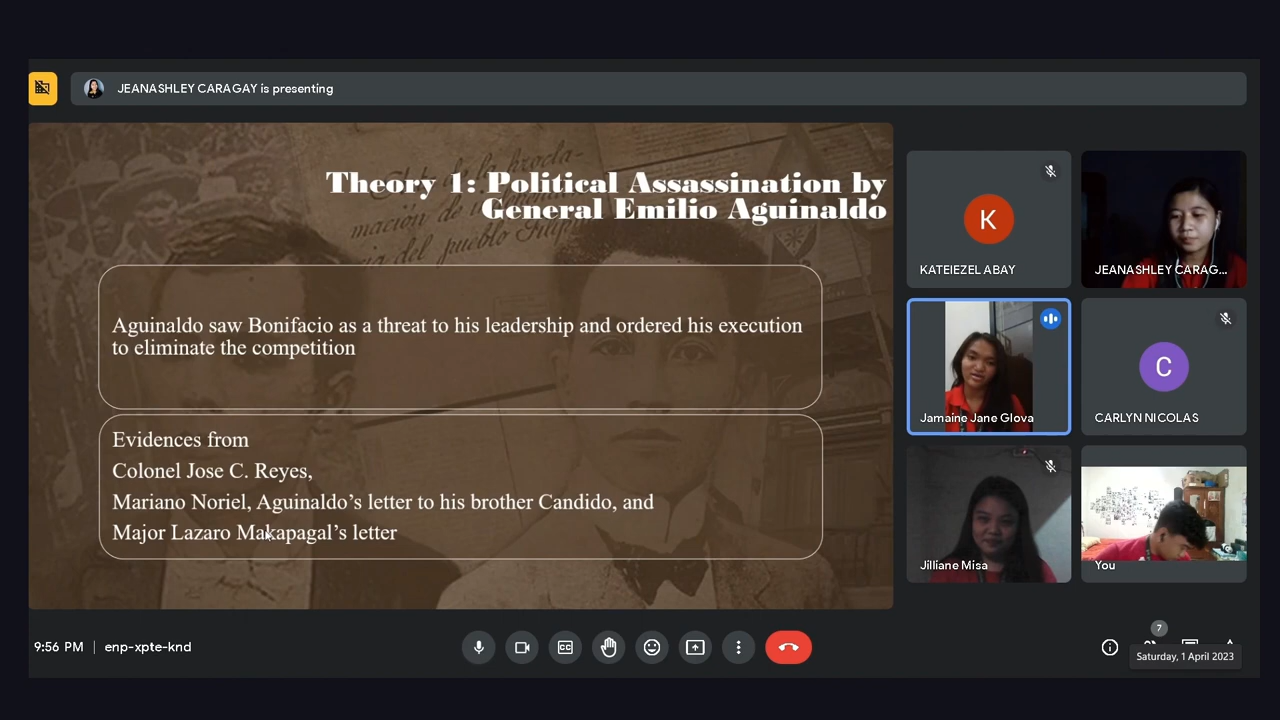 JEANASHLEY CARAGAY is presenting
Theory 1: Political Assassination by
General Emilio Aguinaldo
Aguinaldo saw Bonifacio as a threat to his leadership and ordered his execution
to eliminate the competition
Evidences from
Colonel Jose C. Reyes,
Mariano Noriel, Aguinaldo’s letter to his brother Candido, and
Major Lazaro Makapagal’s letter
K
KATEIEZEL ABAY
JEANASHLEY CARAG...
Jamaine Jane Glova
C
CARLYN NICOLAS
Jilliane Misa
You
9:56 PM | enp-xpte-knd
CC
7
Saturday, 1 April 2023